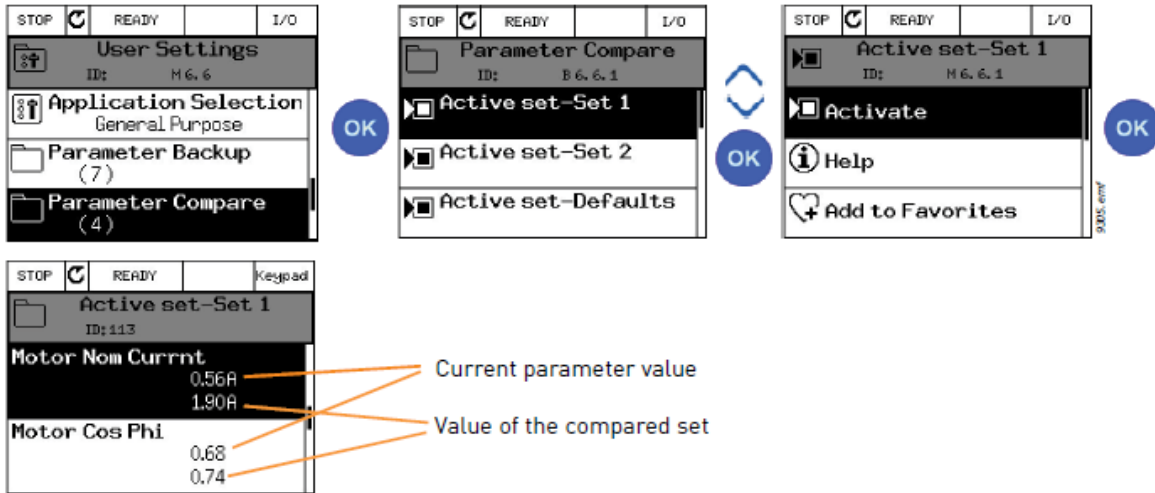 STOP READY I/O
User Settings
ID: M6.6
Application Selection
General Purpose
Parameter Backup
(7)
Parameter Compare
(4)
OK
STOP READY I/O
Parameter Compare
ID: B6.6.1
Active set-Set 1
Active set-Set 2
Active set-Defaults
OK
STOP READY I/O
Active set-Set 1
ID: M6.6.1
Activate
Help
Add to Favorites
OK
9305.emf
STOP READY Keypad
Active set-Set 1
ID:113
Motor Nom Currnt
0.56A
1.90A
Motor Cos Phi
0.68
0.74
Current parameter value
Value of the compared set